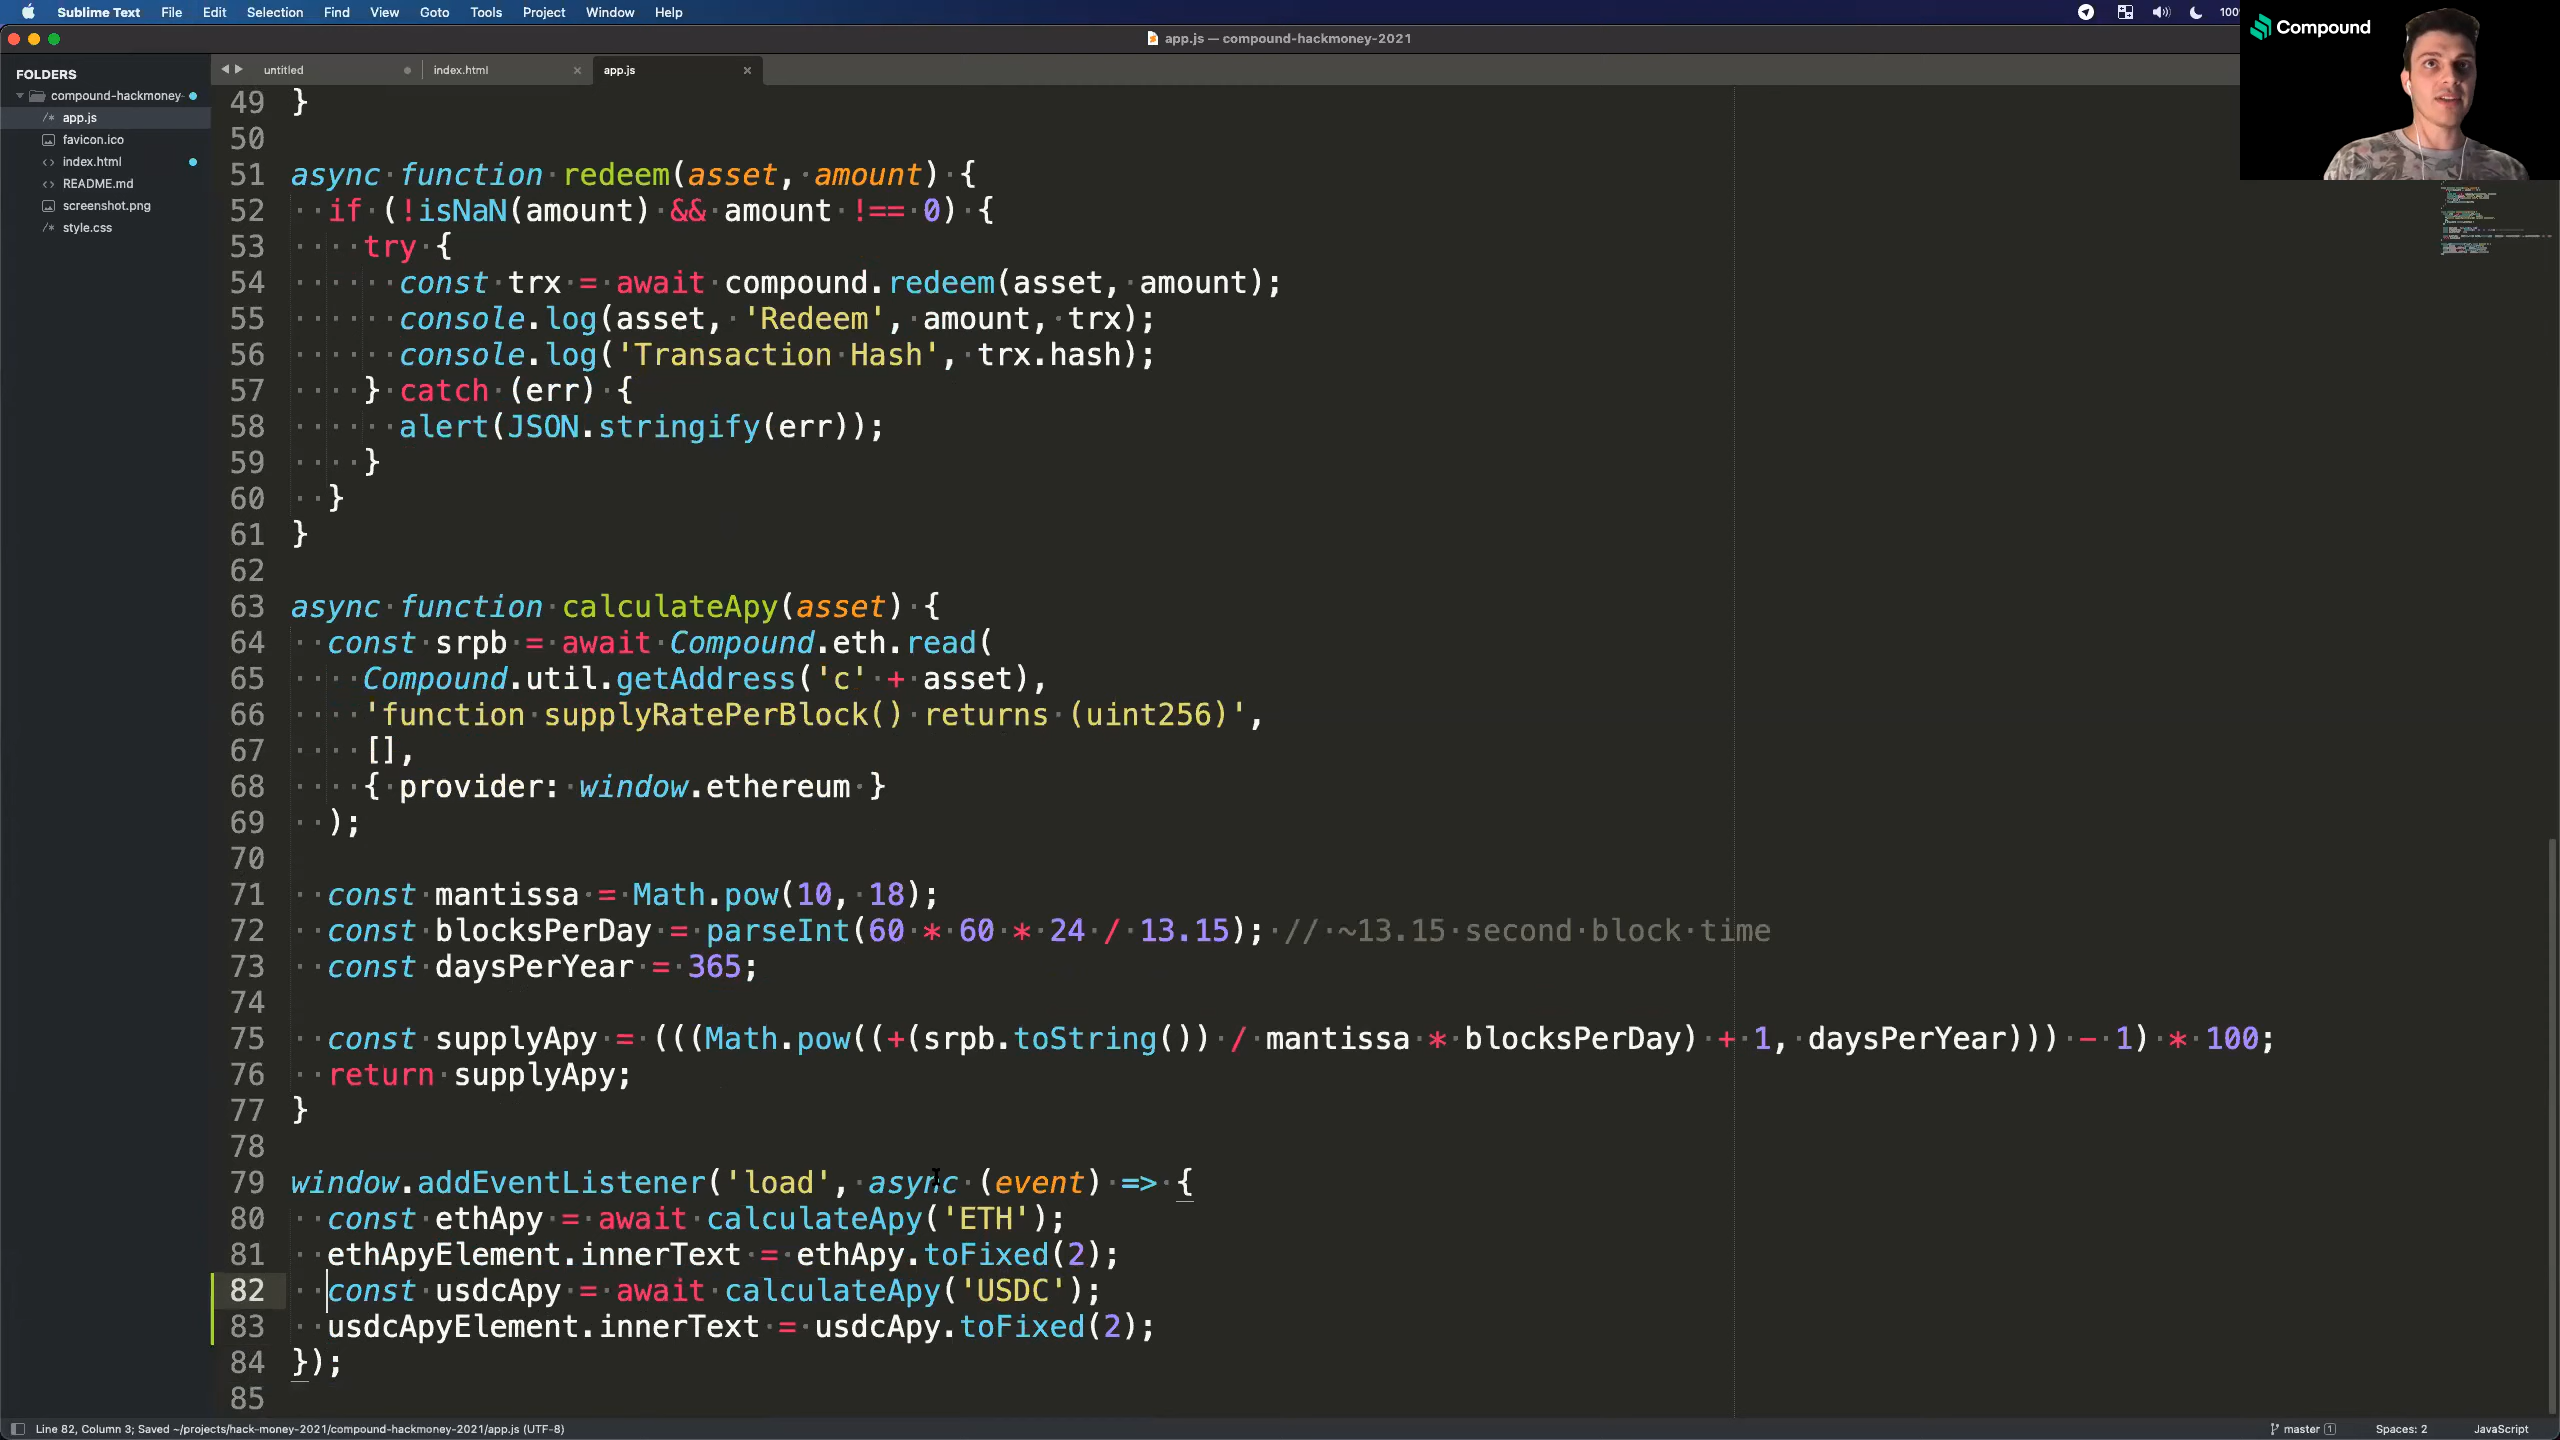 Sublime Text File Edit Selection Find View Goto Tools Project Window Help
100
app.js — compound-hackmoney-2021
Compound
FOLDERS
compound-hackmoney-
app.js
favicon.ico
index.html
README.md
screenshot.png
style.css
untitled
index.html
app.js
49 }
50
51 async function redeem(asset, amount) {
52   if (!isNaN(amount) && amount !== 0) {
53     try {
54       const trx = await compound.redeem(asset, amount);
55       console.log(asset, 'Redeem', amount, trx);
56       console.log('Transaction Hash', trx.hash);
57     } catch (err) {
58       alert(JSON.stringify(err));
59     }
60   }
61 }
62
63 async function calculateApy(asset) {
64   const srpb = await Compound.eth.read(
65     Compound.util.getAddress('c' + asset),
66     'function supplyRatePerBlock() returns (uint256)',
67     [],
68     { provider: window.ethereum }
69   );
70
71   const mantissa = Math.pow(10, 18);
72   const blocksPerDay = parseInt(60 * 60 * 24 / 13.15); // ~13.15 second block time
73   const daysPerYear = 365;
74
75   const supplyApy = (((Math.pow((+(srpb.toString()) / mantissa * blocksPerDay) + 1, daysPerYear))) - 1) * 100;
76   return supplyApy;
77 }
78
79 window.addEventListener('load', async (event) => {
80   const ethApy = await calculateApy('ETH');
81   ethApyElement.innerText = ethApy.toFixed(2);
82   const usdcApy = await calculateApy('USDC');
83   usdcApyElement.innerText = usdcApy.toFixed(2);
84 });
85
Line 82, Column 3; Saved ~/projects/hack-money-2021/compound-hackmoney-2021/app.js (UTF-8)
master 1
Spaces: 2
JavaScript